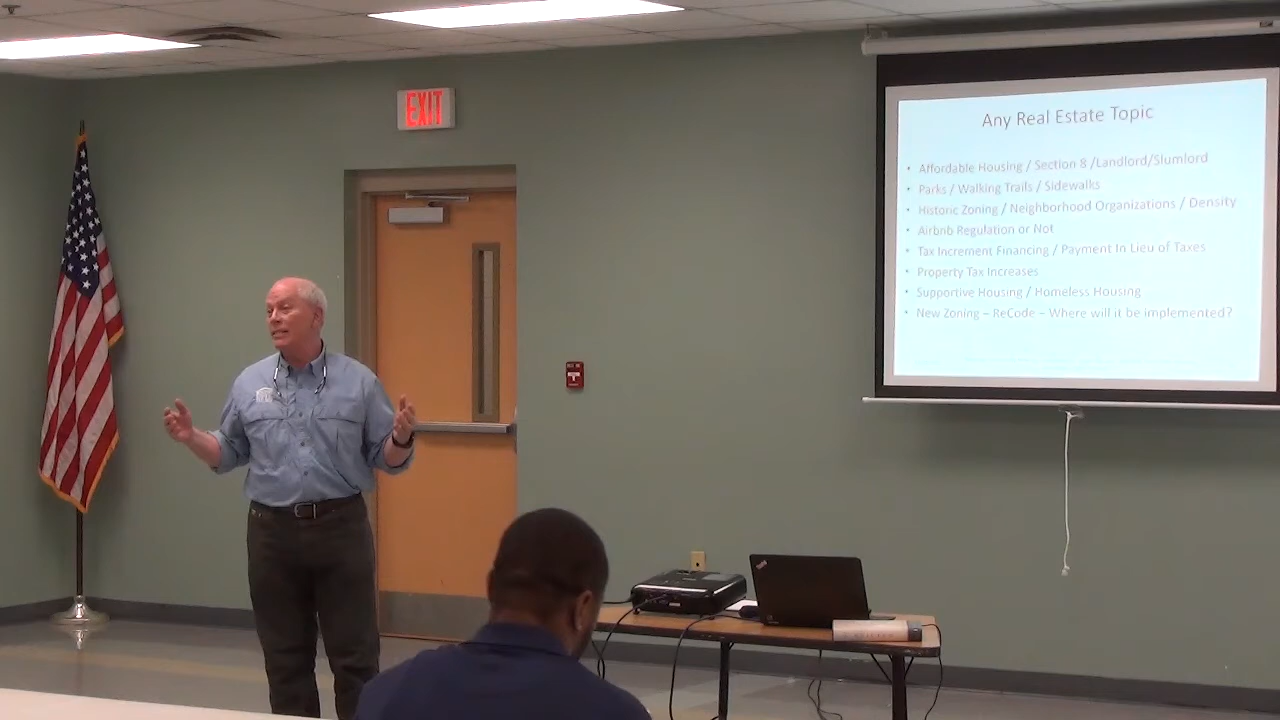 EXIT
Any Real Estate Topic
• Affordable Housing / Section 8 /Landlord/Slumlord
• Parks / Walking Trails / Sidewalks
• Historic Zoning / Neighborhood Organizations / Density
• Airbnb Regulation or Not
• Tax Increment Financing / Payment In Lieu of Taxes
• Property Tax Increases
• Supportive Housing / Homeless Housing
• New Zoning – ReCode – Where will it be implemented?